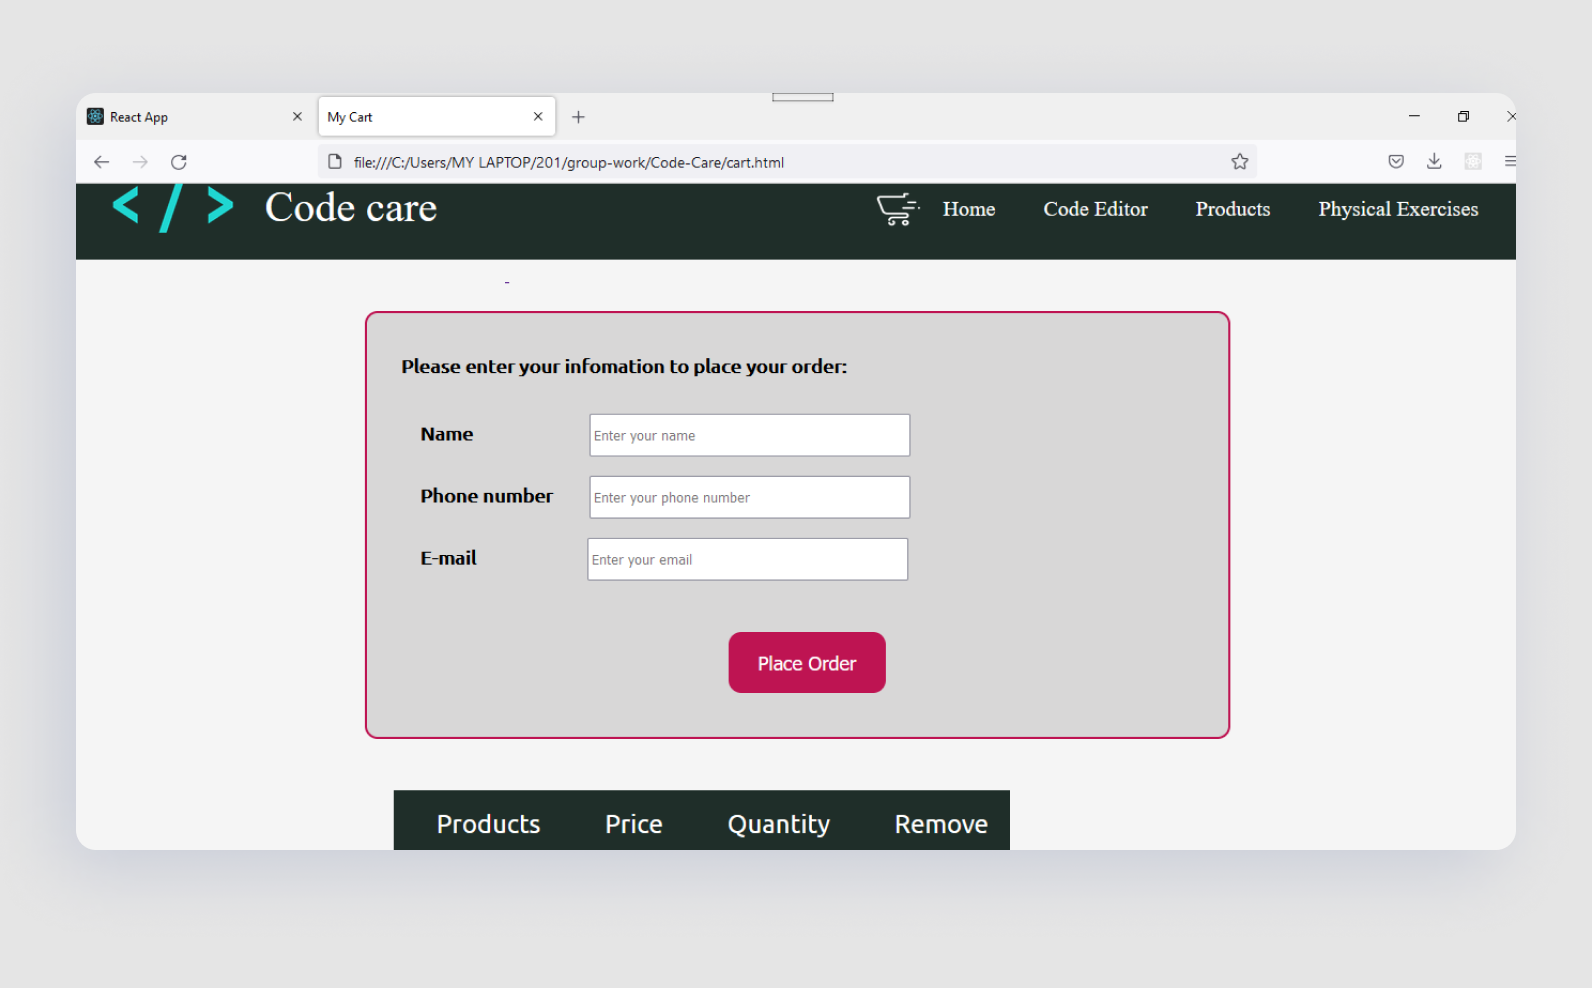 React App
My Cart
file:///C:/Users/MY LAPTOP/201/group-work/Code-Care/cart.html
</> Code care
Home Code Editor Products Physical Exercises
-
Please enter your infomation to place your order:
Name Enter your name
Phone number Enter your phone number
E-mail Enter your email
Place Order
Products Price Quantity Remove